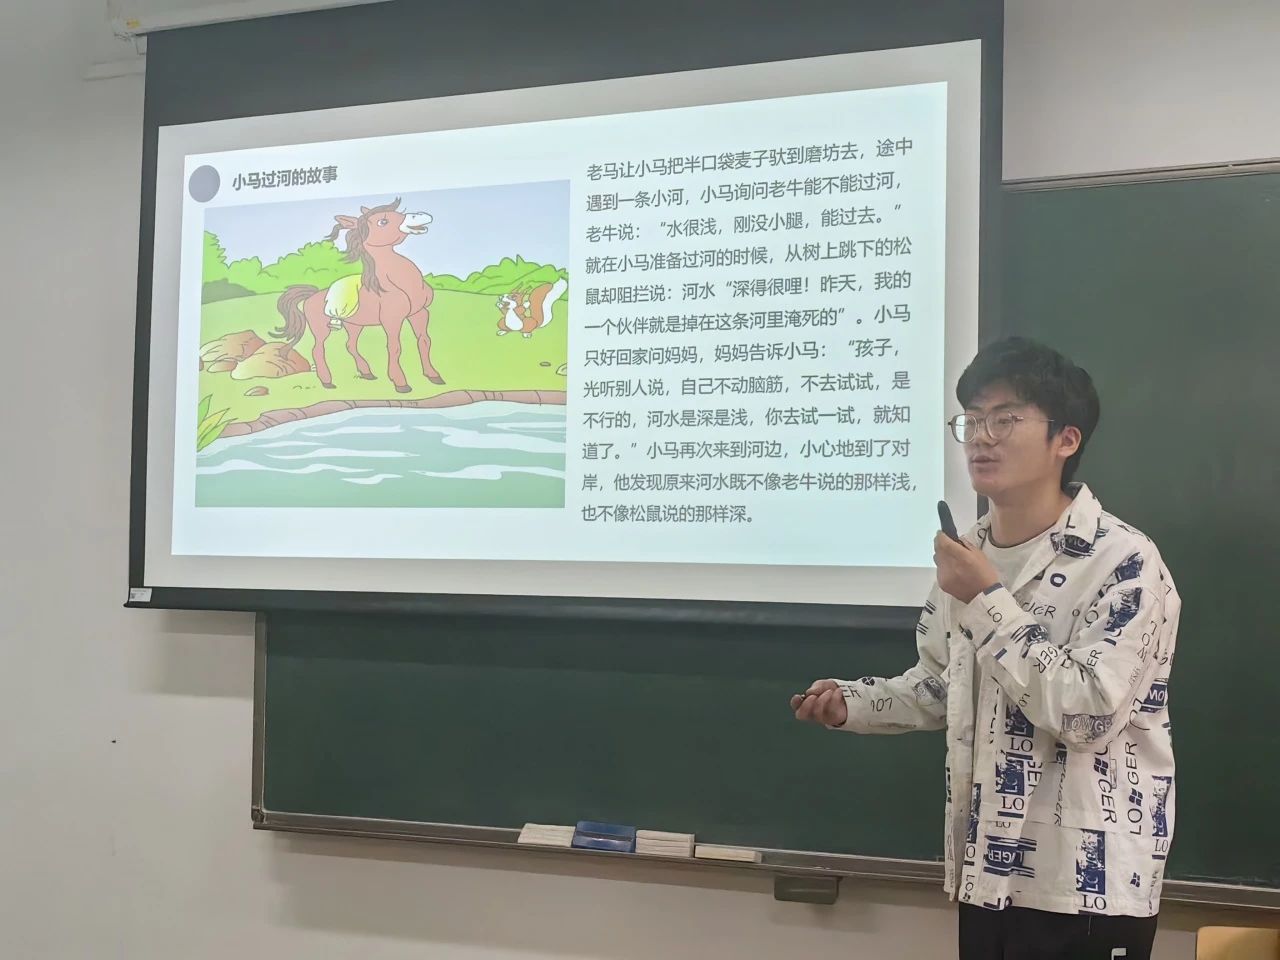 小马过河的故事
老马让小马把半口袋麦子驮到磨坊去，途中
遇到一条小河，小马询问老牛能不能过河，
老牛说：“水很浅，刚没小腿，能过去。”
就在小马准备过河的时候，从树上跳下的松
鼠却阻拦说：河水“深得很哩！昨天，我的
一个伙伴就是掉在这条河里淹死的”。小马
只好回家问妈妈，妈妈告诉小马：“孩子，
光听别人说，自己不动脑筋，不去试试，是
不行的，河水是深是浅，你去试一试，就知
道了。”小马再次来到河边，小心地到了对
岸，他发现原来河水既不像老牛说的那样浅，
也不像松鼠说的那样深。
LOWGER
LO
GER
LO
LO
LO